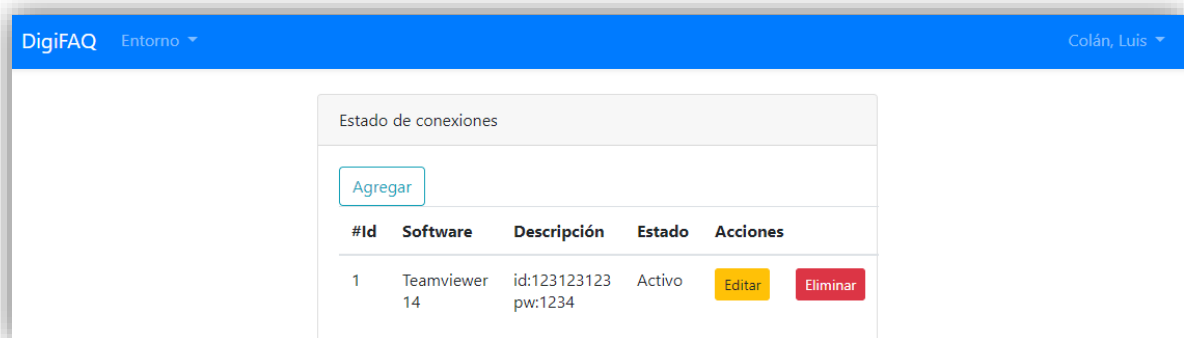 DigiFAQ Entorno Colán, Luis
Estado de conexiones
Agregar
#Id Software Descripción Estado Acciones
1 Teamviewer id:123123123 Activo Editar Eliminar
14 pw:1234